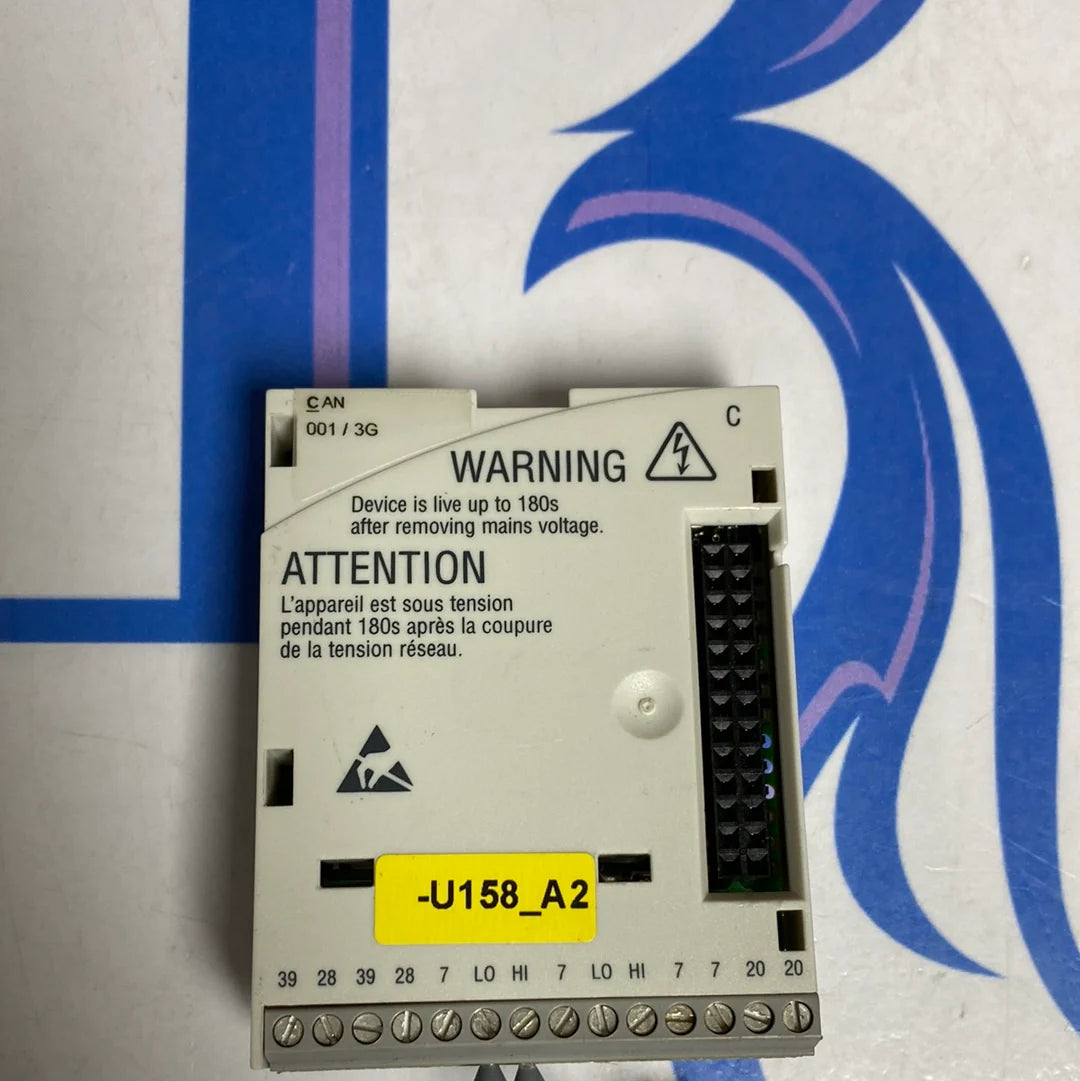 CAN
001 / 3G
C
WARNING
Device is live up to 180s
after removing mains voltage.
ATTENTION
L'appareil est sous tension
pendant 180s après la coupure
de la tension réseau.
-U158_A2
39 28 39 28 7 LO HI 7 LO HI 7 7 20 20